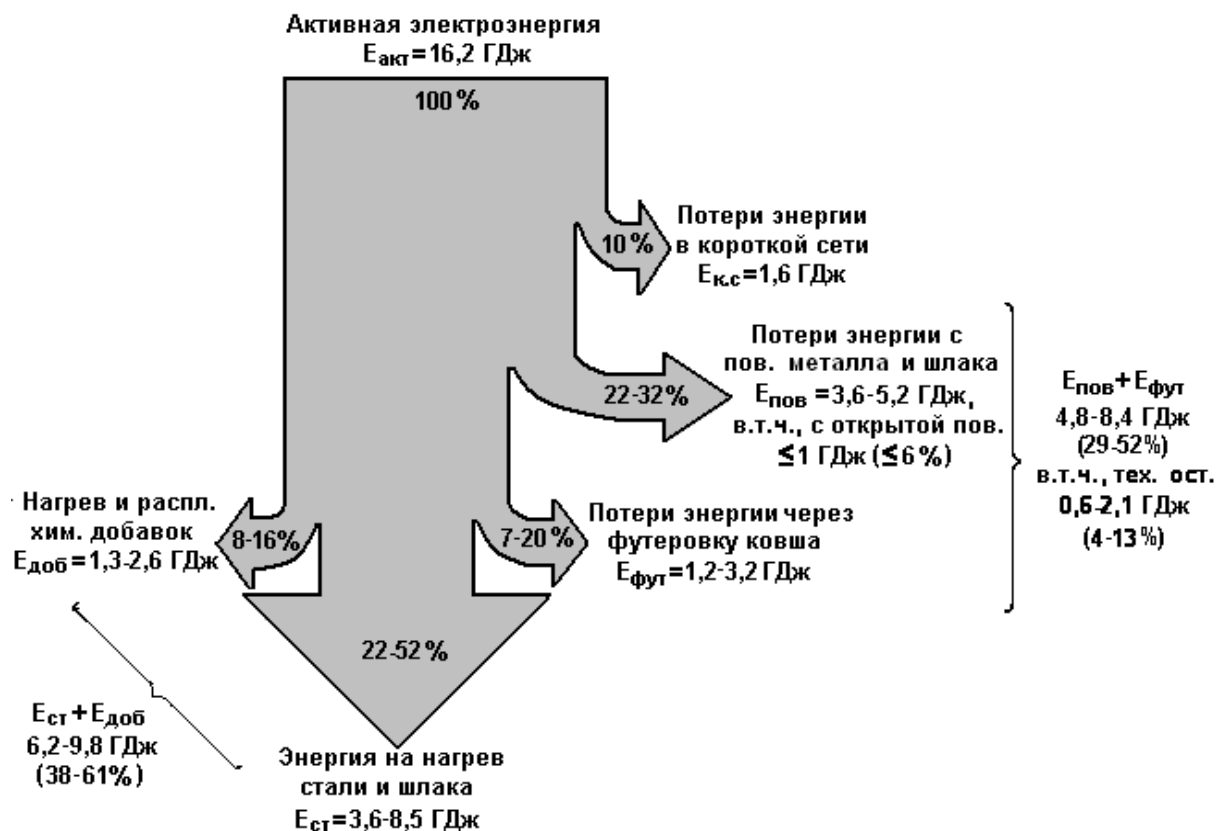 Активная электроэнергия
Eакт=16,2 ГДж
100%
10%
Потери энергии
в короткой сети
Eк.с=1,6 ГДж
22-32%
Потери энергии с
пов. металла и шлака
Eпов =3,6-5,2 ГДж,
в.т.ч., с открытой пов.
≤1 ГДж (≤6%)
Eпов+Eфут
4,8-8,4 ГДж
(29-52%)
в.т.ч., тех. ост.
0,6-2,1 ГДж
(4-13%)
Нагрев и распл.
хим. добавок
Eдоб=1,3-2,6 ГДж
8-16%
7-20%
Потери энергии через
футеровку ковша
Eфут=1,2-3,2 ГДж
22-52%
Eст+Eдоб
6,2-9,8 ГДж
(38-61%)
Энергия на нагрев
стали и шлака
Eст=3,6-8,5 ГДж